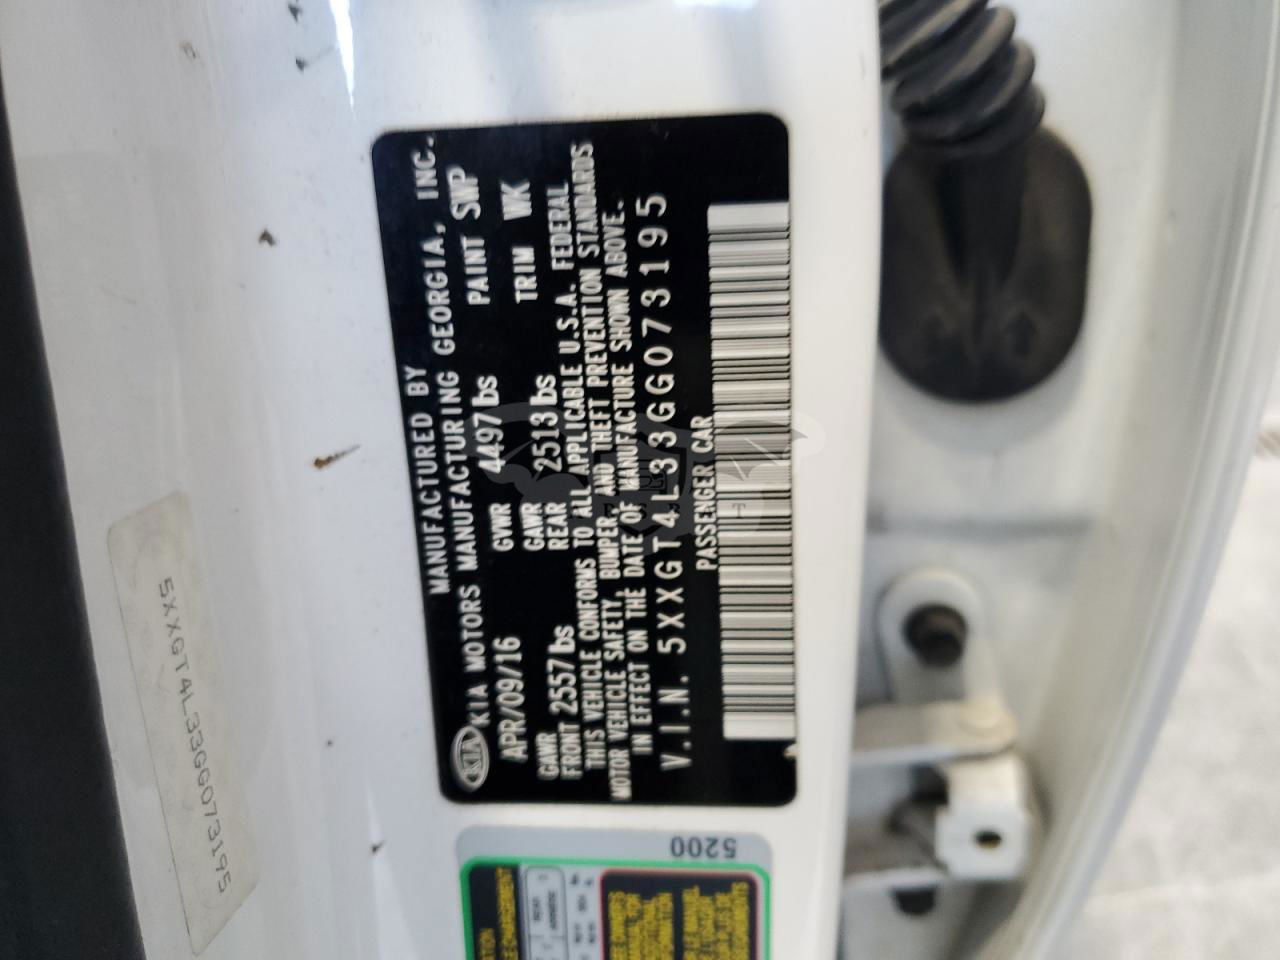 MANUFACTURED BY
KIA MOTORS MANUFACTURING GEORGIA, INC.
APR/09/16 GVWR 4497 lbs PAINT SWP
GAWR FRONT 2557 lbs GAWR REAR 2513 lbs TRIM WK
THIS VEHICLE CONFORMS TO ALL APPLICABLE U.S.A. FEDERAL
MOTOR VEHICLE SAFETY, BUMPER, AND THEFT PREVENTION STANDARDS
IN EFFECT ON THE DATE OF MANUFACTURE SHOWN ABOVE.
V.I.N. 5XXGT4L33GG073195
PASSENGER CAR
KIA
5XXGT4L33GG073195
5200